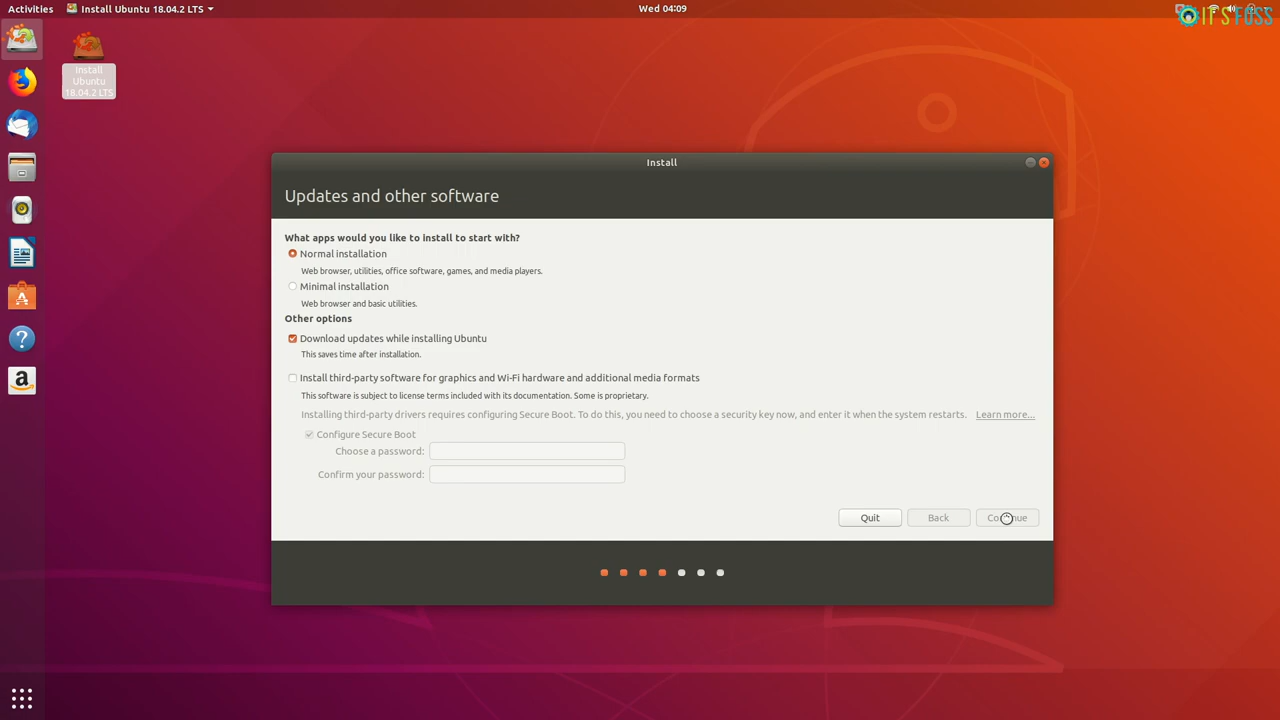 Activities
Install Ubuntu 18.04.2 LTS
Wed 04:09
IT'S FOSS
Install
Ubuntu
18.04.2 LTS
Install
Updates and other software
What apps would you like to install to start with?
Normal installation
Web browser, utilities, office software, games, and media players.
Minimal installation
Web browser and basic utilities.
Other options
Download updates while installing Ubuntu
This saves time after installation.
Install third-party software for graphics and Wi-Fi hardware and additional media formats
This software is subject to license terms included with its documentation. Some is proprietary.
Installing third-party drivers requires configuring Secure Boot. To do this, you need to choose a security key now, and enter it when the system restarts. Learn more...
Configure Secure Boot
Choose a password:
Confirm your password:
Quit
Back
Continue